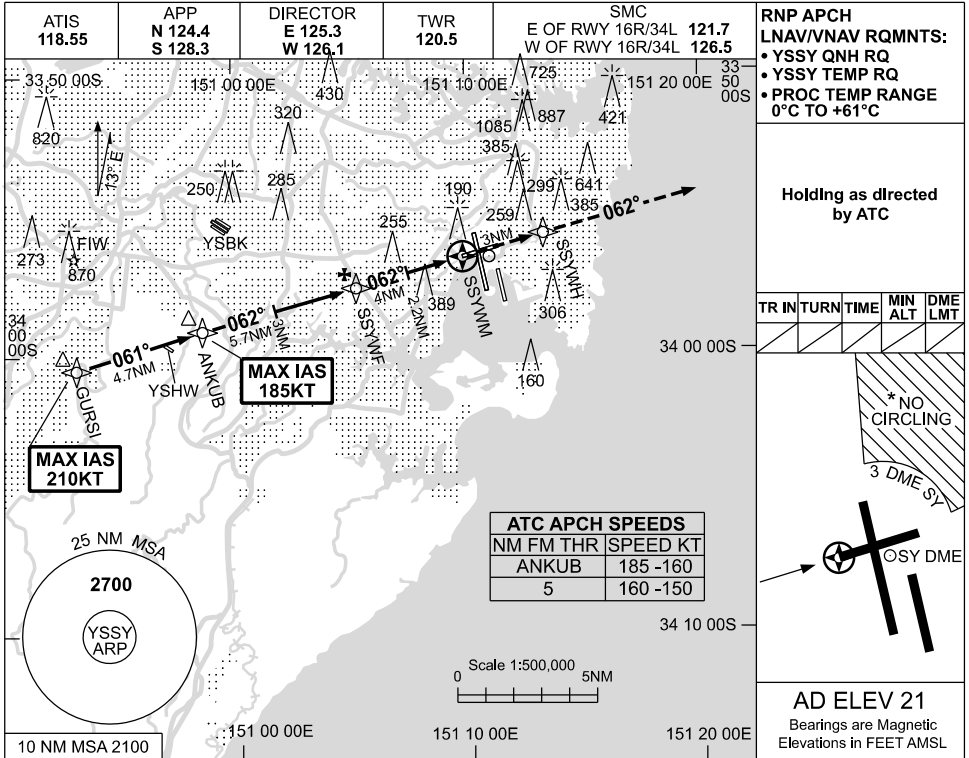 ATIS
118.55
APP
N 124.4
S 128.3
DIRECTOR
E 125.3
W 126.1
TWR
120.5
SMC
E OF RWY 16R/34L 121.7
W OF RWY 16R/34L 126.5
RNP APCH
LNAV/VNAV RQMNTS:
• YSSY QNH RQ
• YSSY TEMP RQ
• PROC TEMP RANGE
0°C TO +61°C
33 50 00S
151 00 00E
151 10 00E
151 20 00E
33
50
00S
820
13° E
430
320
725
887
1085
421
385
250
285
190
299
641
385
259
255
YSBK
FIW
273
870
062°
3NM
SSYWH
062°
4NM
SSYWM
389
2.2NM
306
SSYWF
062°
5.7NM
3NM
34
00
00S
34 00 00S
061°
4.7NM
ANKUB
YSHW
GURSI
160
MAX IAS
185KT
MAX IAS
210KT
Holding as directed
by ATC
TR IN
TURN
TIME
MIN
ALT
DME
LMT
* NO
CIRCLING
3 DME SY
SY DME
25 NM MSA
2700
YSSY
ARP
10 NM MSA 2100
ATC APCH SPEEDS
NM FM THR SPEED KT
ANKUB 185 -160
5 160 -150
34 10 00S
Scale 1:500,000
0 5NM
151 00 00E
151 10 00E
151 20 00E
AD ELEV 21
Bearings are Magnetic
Elevations in FEET AMSL